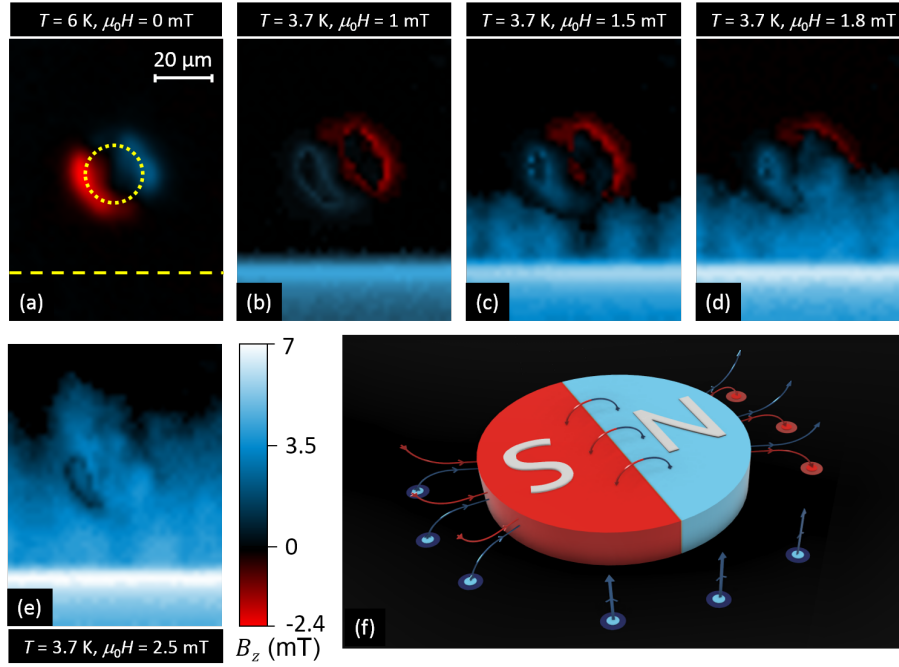 T = 6 K, μ₀H = 0 mT
T = 3.7 K, μ₀H = 1 mT
T = 3.7 K, μ₀H = 1.5 mT
T = 3.7 K, μ₀H = 1.8 mT
20 μm
(a)
(b)
(c)
(d)
7
3.5
0
-2.4
B_z (mT)
(e)
T = 3.7 K, μ₀H = 2.5 mT
S
N
(f)